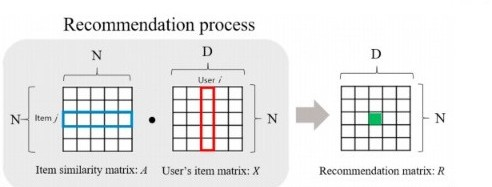 Recommendation process
N
D
User i
N
Item j
N
Item similarity matrix: A
User's item matrix: X
D
N
Recommendation matrix: R